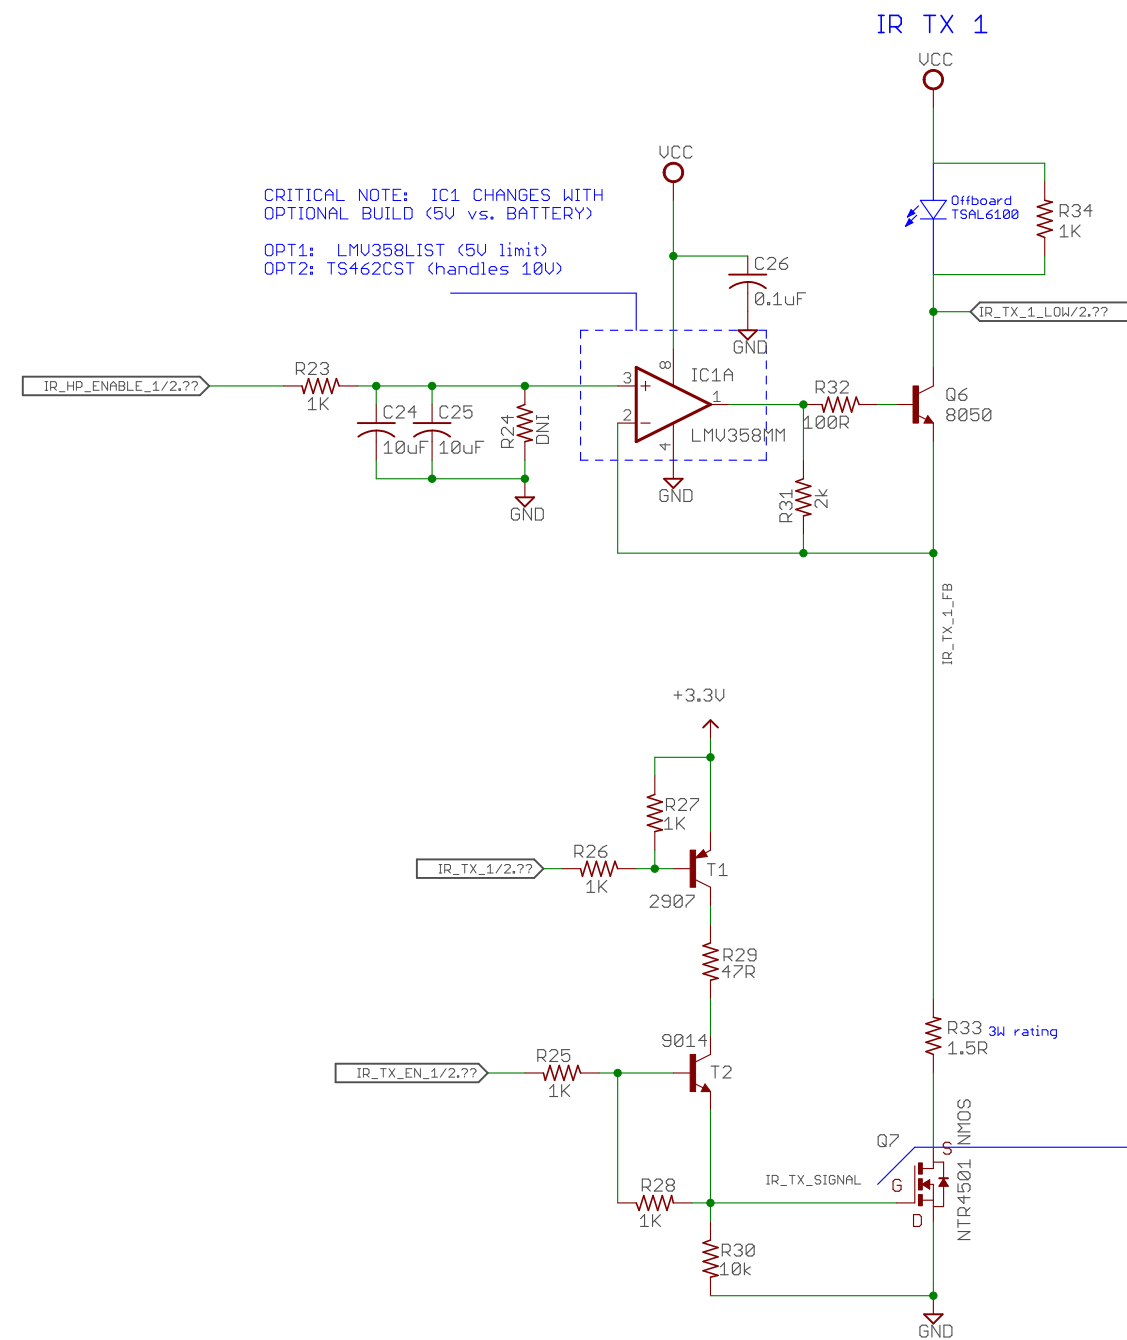 IR TX 1
VCC
VCC
CRITICAL NOTE: IC1 CHANGES WITH
OPTIONAL BUILD (5V vs. BATTERY)
OPT1: LMV358LIST (5V limit)
OPT2: TS462CST (handles 10V)
Offboard
TSAL6100
R34
1K
C26
0.1uF
GND
IR_TX_1_LOW/2.??
IR_HP_ENABLE_1/2.??
R23
1K
C24
10uF
C25
10uF
R24
DNI
GND
3
2
8
4
1
+
−
IC1A
LMV358MM
GND
R32
100R
R31
2k
Q6
8050
IR_TX_1_FB
+3.3V
R27
1K
IR_TX_1/2.??
R26
1K
T1
2907
R29
47R
9014
T2
IR_TX_EN_1/2.??
R25
1K
R28
1K
R30
10k
IR_TX_SIGNAL
R33
1.5R
3W rating
Q7
S
G
D
NTR4501 NMOS
GND